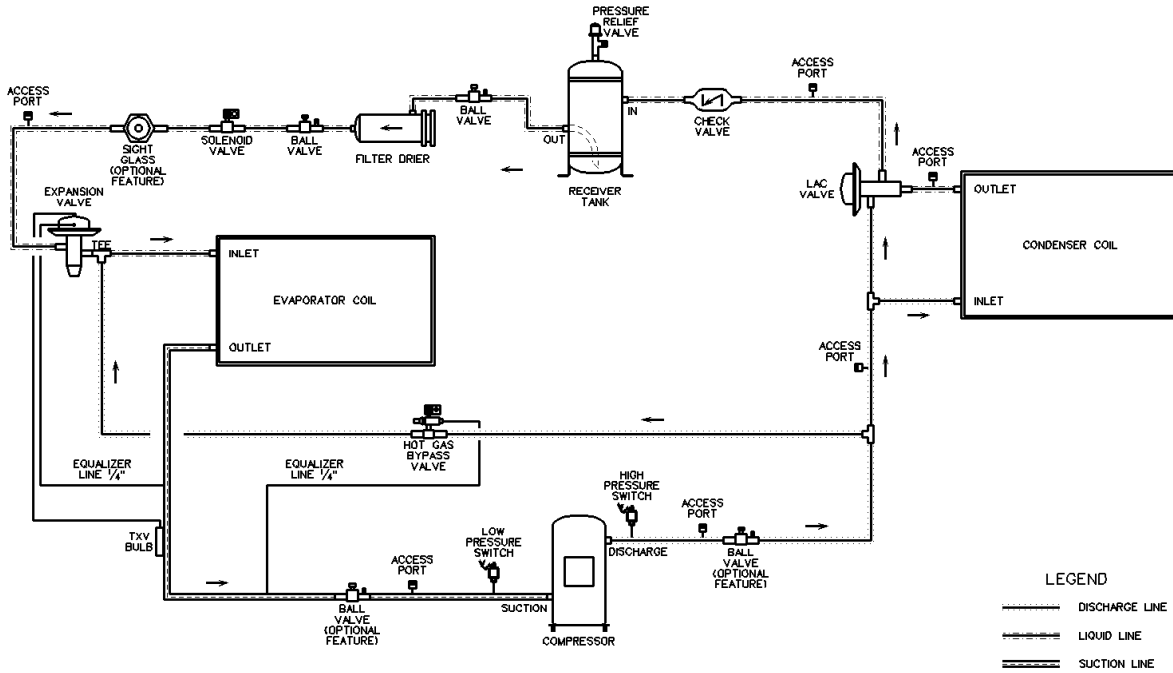 PRESSURE
RELIEF
VALVE
ACCESS
PORT
ACCESS
PORT
BALL
VALVE
IN
CHECK
VALVE
OUT
SIGHT
GLASS
(OPTIONAL
FEATURE)
SOLENOID
VALVE
BALL
VALVE
FILTER DRIER
RECEIVER
TANK
ACCESS
PORT
LAC
VALVE
OUTLET
CONDENSER COIL
INLET
EXPANSION
VALVE
TEE
INLET
EVAPORATOR COIL
OUTLET
ACCESS
PORT
HOT GAS
BYPASS
VALVE
EQUALIZER
LINE 1/4"
EQUALIZER
LINE 1/4"
HIGH
PRESSURE
SWITCH
ACCESS
PORT
TXV
BULB
LOW
PRESSURE
SWITCH
DISCHARGE
BALL
VALVE
(OPTIONAL
FEATURE)
ACCESS
PORT
BALL
VALVE
(OPTIONAL
FEATURE)
SUCTION
COMPRESSOR
LEGEND
DISCHARGE LINE
LIQUID LINE
SUCTION LINE